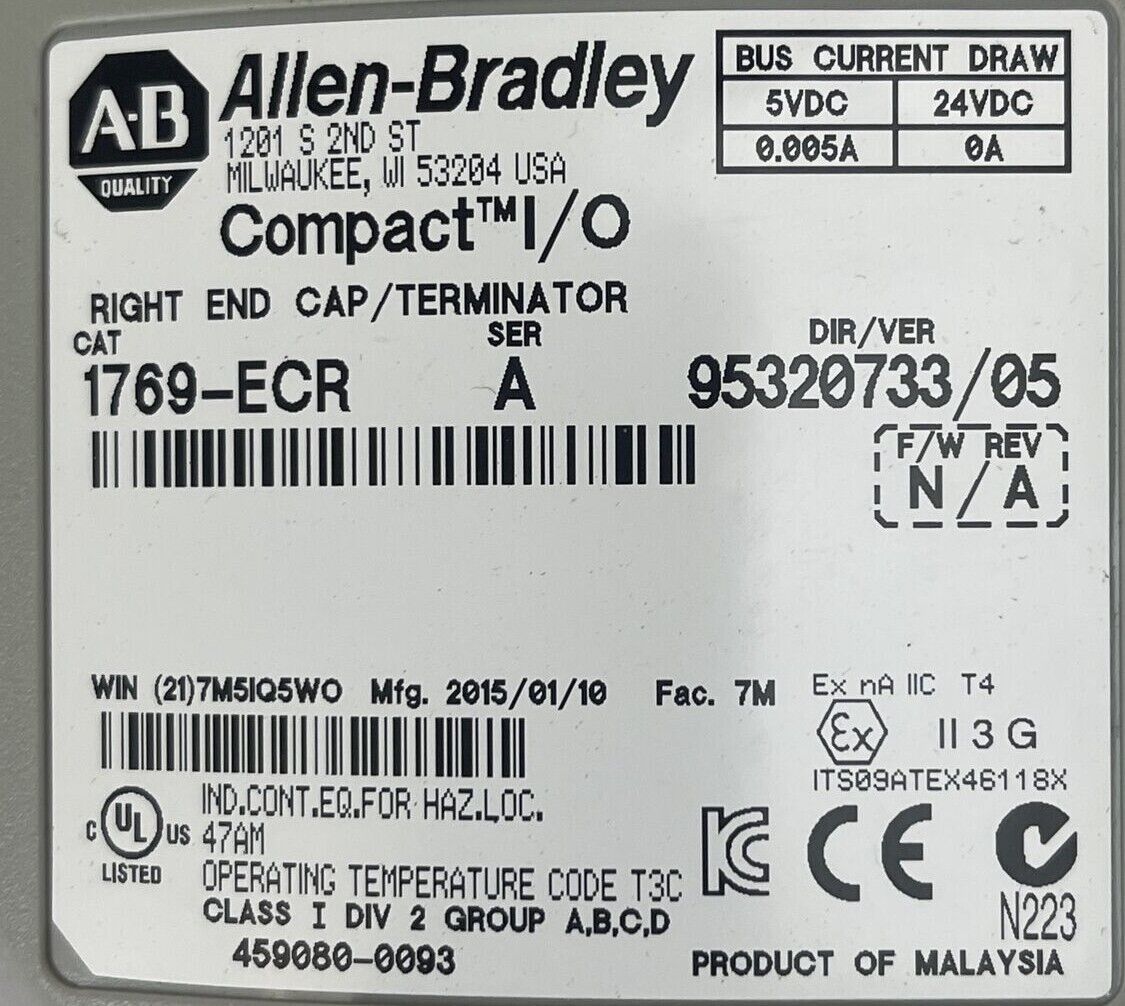 A-B
QUALITY
Allen-Bradley
1201 S 2ND ST
MILWAUKEE, WI 53204 USA
Compact™ I/O
BUS CURRENT DRAW
5VDC 24VDC
0.005A 0A
RIGHT END CAP/TERMINATOR
CAT SER DIR/VER
1769-ECR A 95320733/05
F/W REV
N/A
WIN (21)7M5IQ5WO Mfg. 2015/01/10 Fac. 7M
Ex nA IIC T4
Ex II 3 G
ITS09ATEX46118X
C UL US
LISTED
IND.CONT.EQ.FOR HAZ.LOC.
47AM
OPERATING TEMPERATURE CODE T3C
CLASS I DIV 2 GROUP A,B,C,D
459080-0093
KC CE
N223
PRODUCT OF MALAYSIA